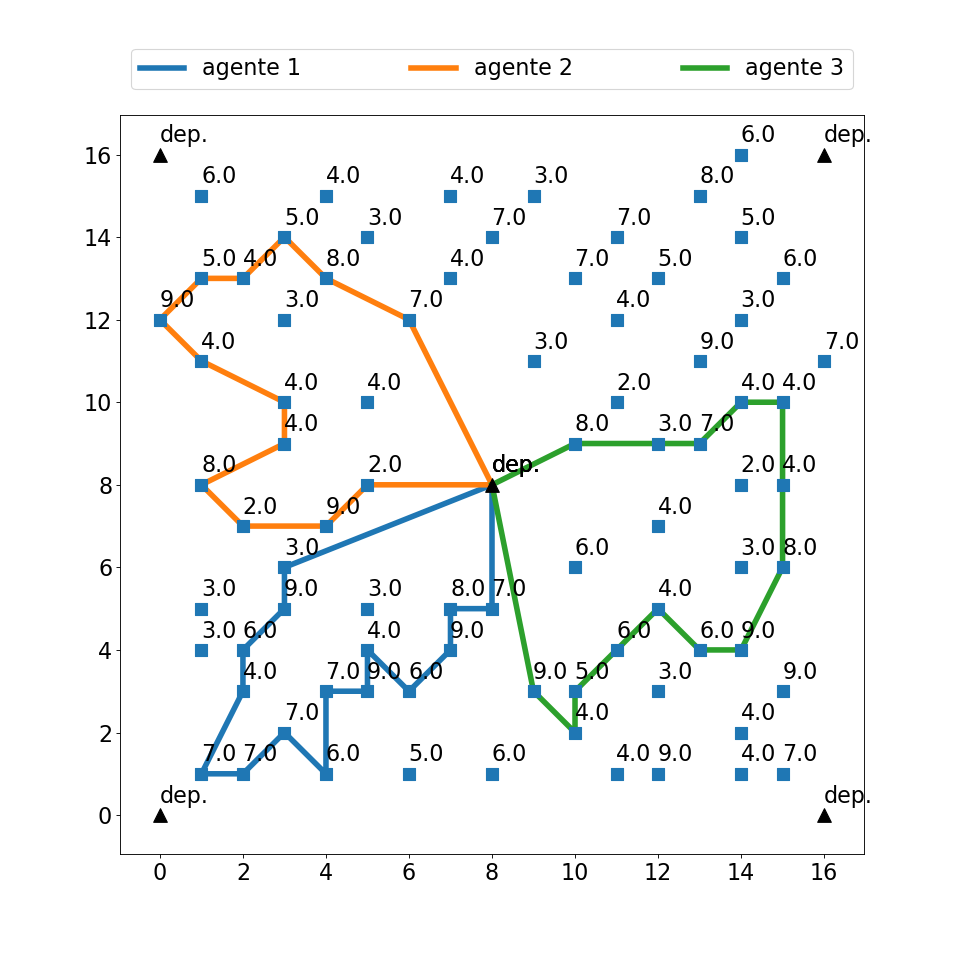 agente 1 agente 2 agente 3
6.0
dep. dep.
16
6.0 4.0 4.0 3.0 8.0
5.0 3.0 7.0 7.0 5.0
14
5.0 4.0 8.0 4.0 7.0 5.0 6.0
9.0 3.0 7.0 4.0 3.0
12
4.0 3.0 9.0 7.0
4.0 4.0 2.0 4.0 4.0
10
4.0 8.0 3.0 7.0
8.0 2.0 dep. dep. 2.0 4.0
8
2.0 9.0 4.0
3.0 6.0 3.0 8.0
6
3.0 9.0 3.0 8.0 7.0 4.0
3.0 6.0 4.0 9.0 6.0 6.0 9.0
4
4.0 7.0 9.0 6.0 9.0 5.0 3.0 9.0
7.0 4.0 4.0
2
7.0 7.0 6.0 5.0 6.0 4.0 9.0 4.0 7.0
dep. dep.
0
0 2 4 6 8 10 12 14 16